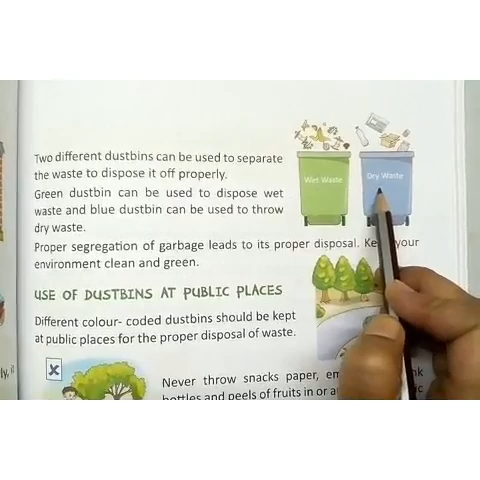 Two different dustbins can be used to separate
the waste to dispose it off properly.
Green dustbin can be used to dispose wet
waste and blue dustbin can be used to throw
dry waste.
Wet Waste
Dry Waste
Proper segregation of garbage leads to its proper disposal. your
environment clean and green.
USE OF DUSTBINS AT PUBLIC PLACES
Different colour- coded dustbins should be kept
at public places for the proper disposal of waste.
Never throw snacks paper,
bottles and peels of fruits in or